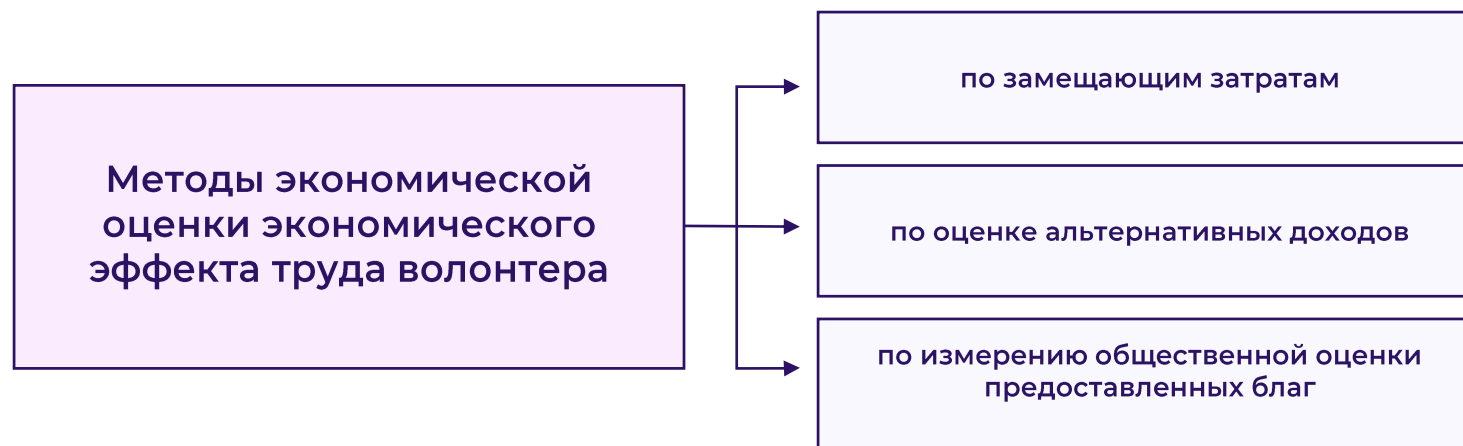 Методы экономической
оценки экономического
эффекта труда волонтера
по замещающим затратам
по оценке альтернативных доходов
по измерению общественной оценки
предоставленных благ